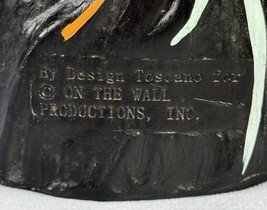 By Design Toscano for
© ON THE WALL
PRODUCTIONS, INC.